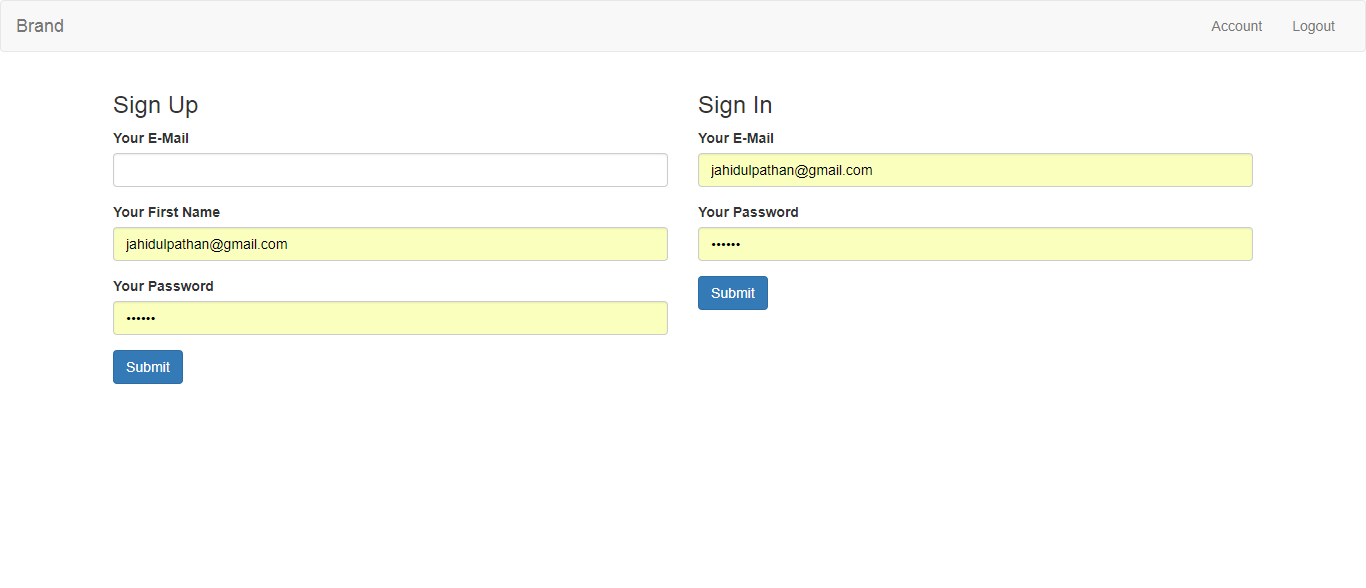 Brand
Account
Logout
Sign Up
Your E-Mail
Your First Name
jahidulpathan@gmail.com
Your Password
••••••
Submit
Sign In
Your E-Mail
jahidulpathan@gmail.com
Your Password
••••••
Submit